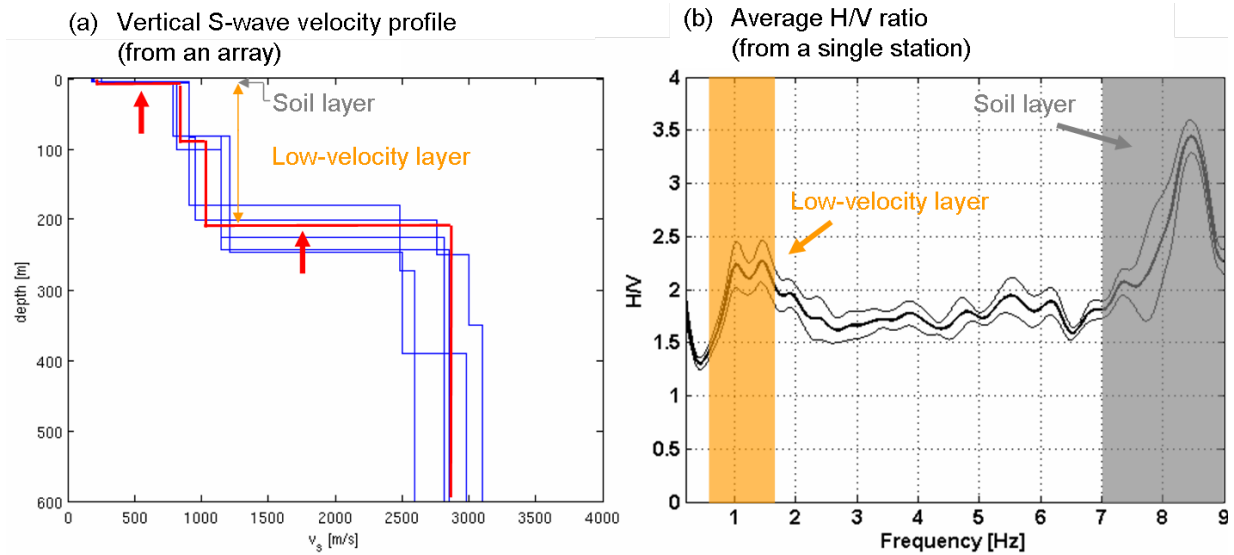 (a) Vertical S-wave velocity profile
(from an array)
0
100
200
300
400
500
600
depth [m]
0 500 1000 1500 2000 2500 3000 3500 4000
v_s [m/s]
Soil layer
Low-velocity layer
(b) Average H/V ratio
(from a single station)
4
3.5
3
2.5
2
1.5
1
0.5
0
H/V
1 2 3 4 5 6 7 8 9
Frequency [Hz]
Soil layer
Low-velocity layer